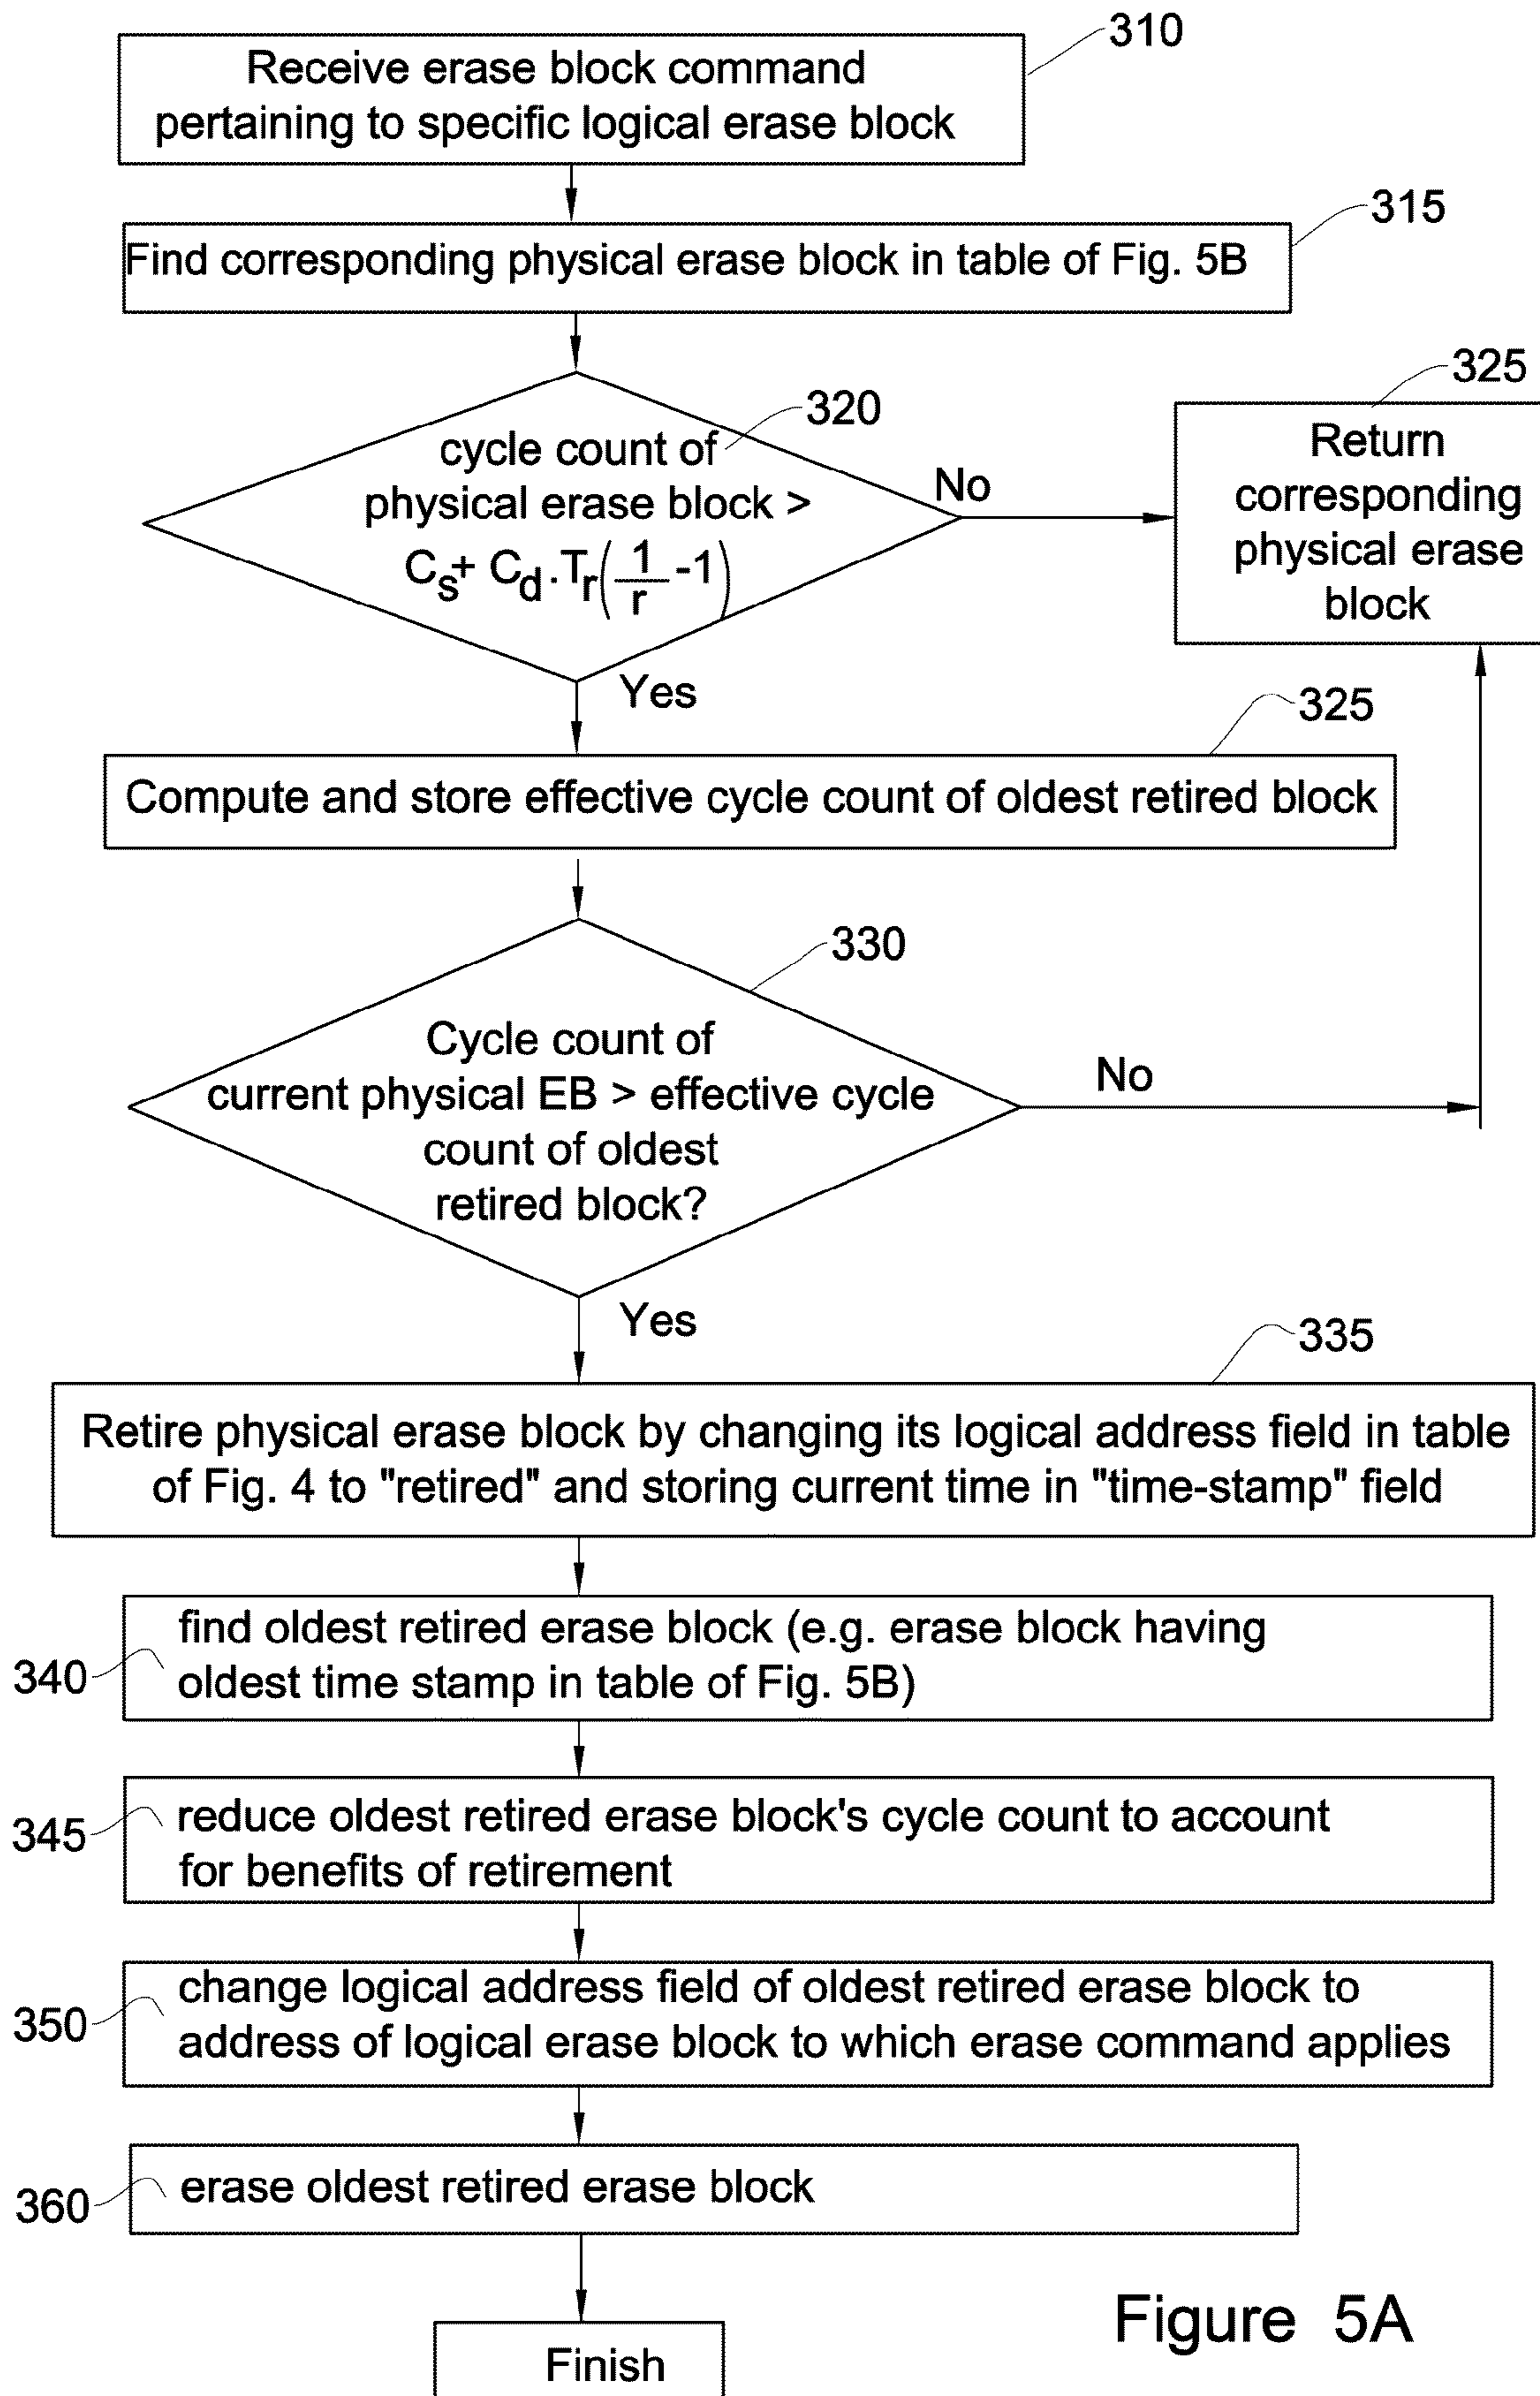 310
Receive erase block command
pertaining to specific logical erase block
315
Find corresponding physical erase block in table of Fig. 5B
320
cycle count of
physical erase block >
Cs+ Cd.Tr(1/r -1)
No
325
Return
corresponding
physical erase
block
Yes
325
Compute and store effective cycle count of oldest retired block
330
Cycle count of
current physical EB > effective cycle
count of oldest
retired block?
No
Yes
335
Retire physical erase block by changing its logical address field in table
of Fig. 4 to "retired" and storing current time in "time-stamp" field
340
find oldest retired erase block (e.g. erase block having
oldest time stamp in table of Fig. 5B)
345
reduce oldest retired erase block's cycle count to account
for benefits of retirement
350
change logical address field of oldest retired erase block to
address of logical erase block to which erase command applies
360
erase oldest retired erase block
Finish
Figure 5A